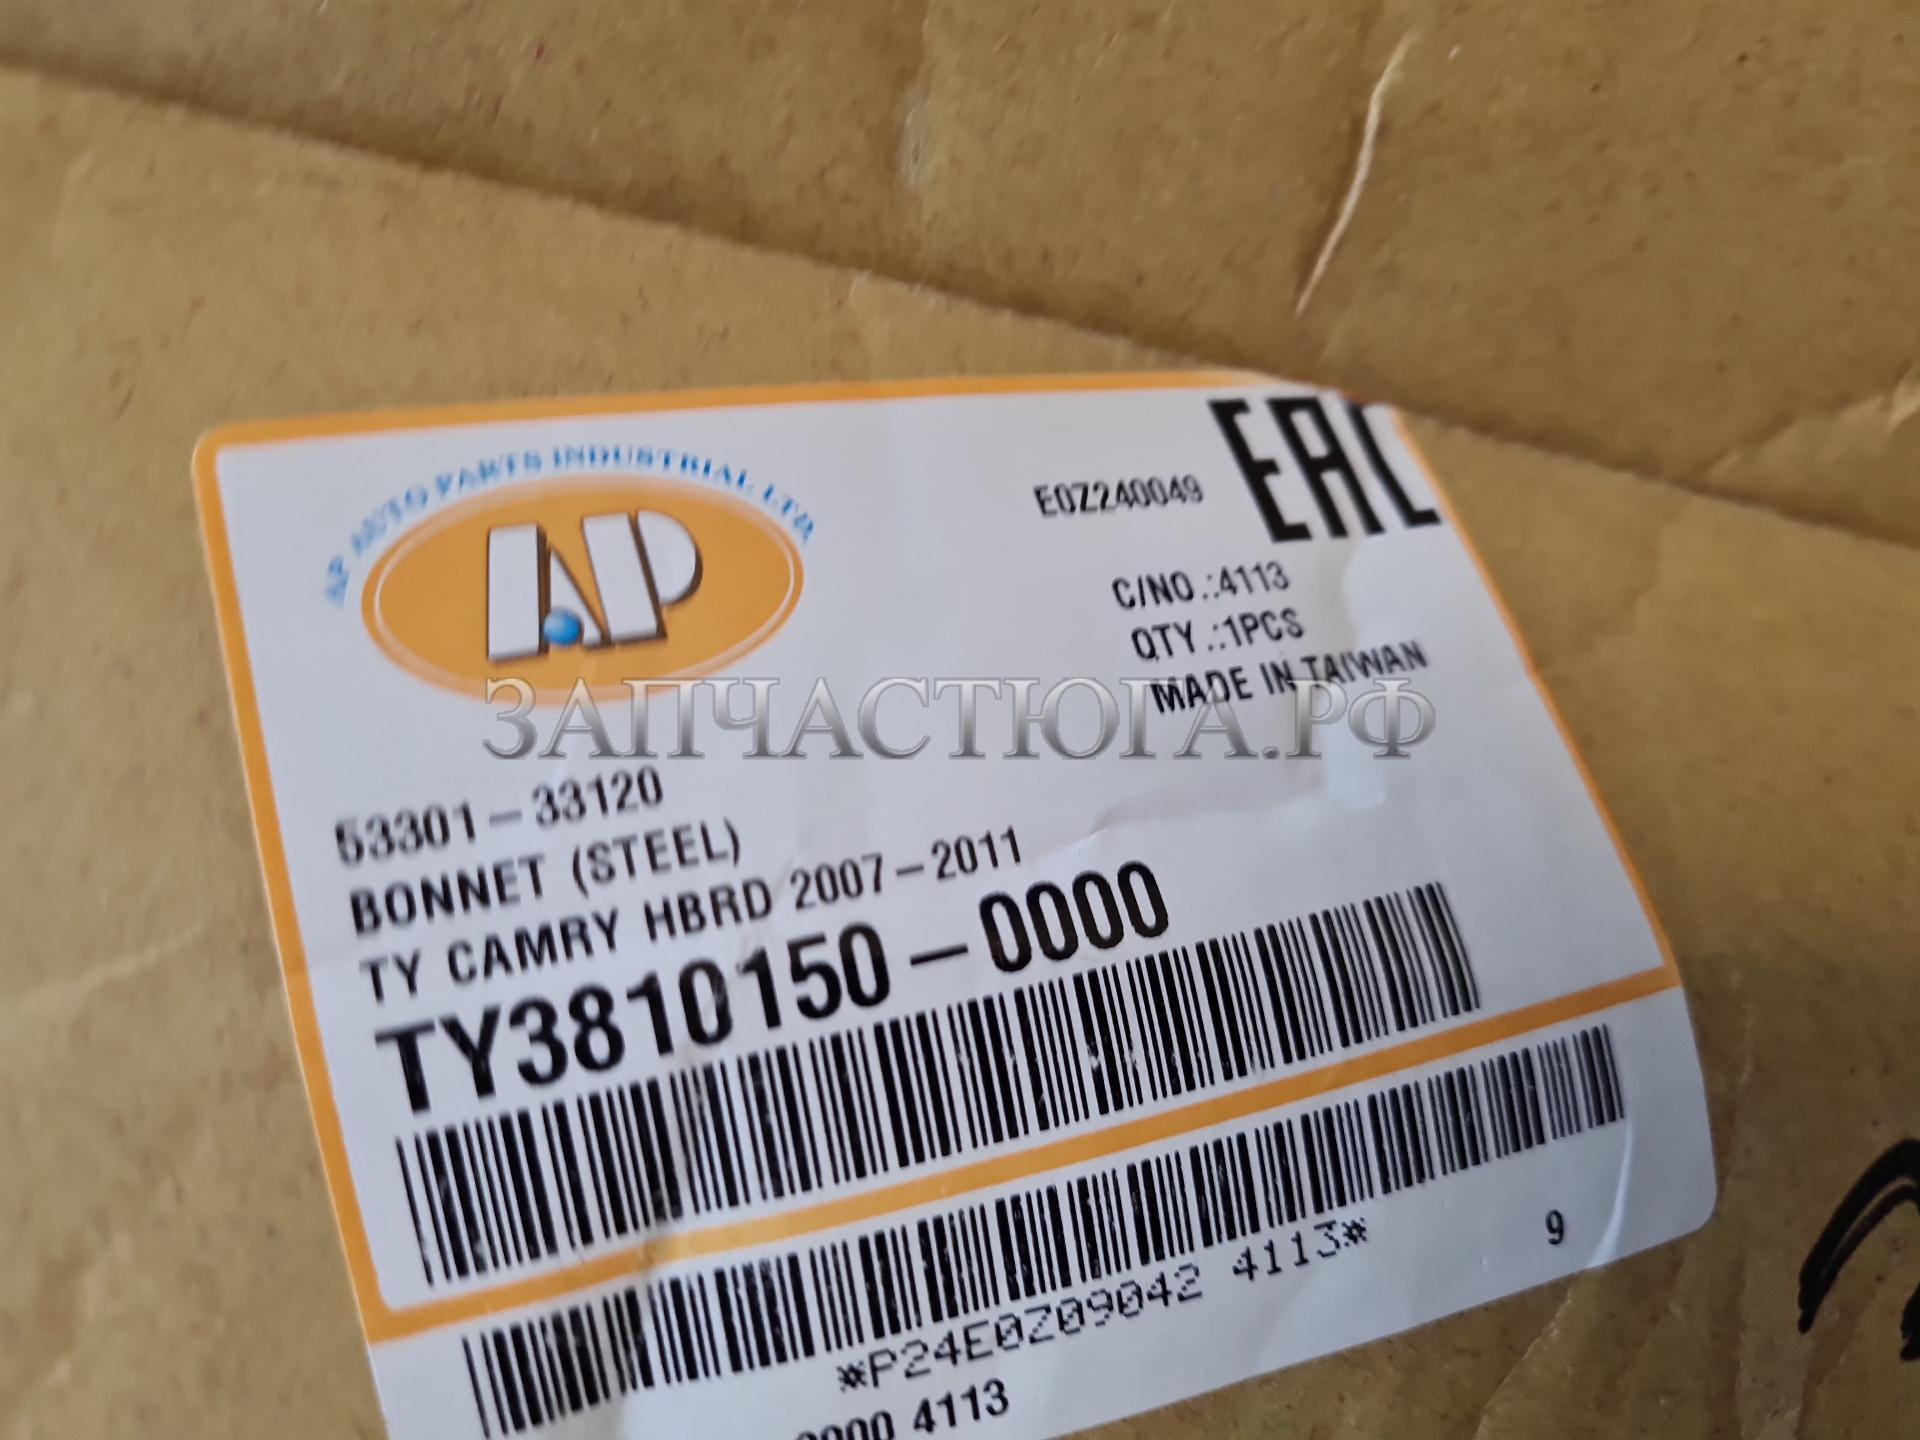 AP AUTO PARTS INDUSTRIAL LTD.
AP
E0Z240049
EAC
C/NO.:4113
QTY.:1PCS
MADE IN TAIWAN
ЗАПЧАСТЮГА.РФ
53301-33120
BONNET (STEEL)
TY CAMRY HBRD 2007-2011
TY3810150-0000
*P24E0Z09042 4113*
9
0000 4113